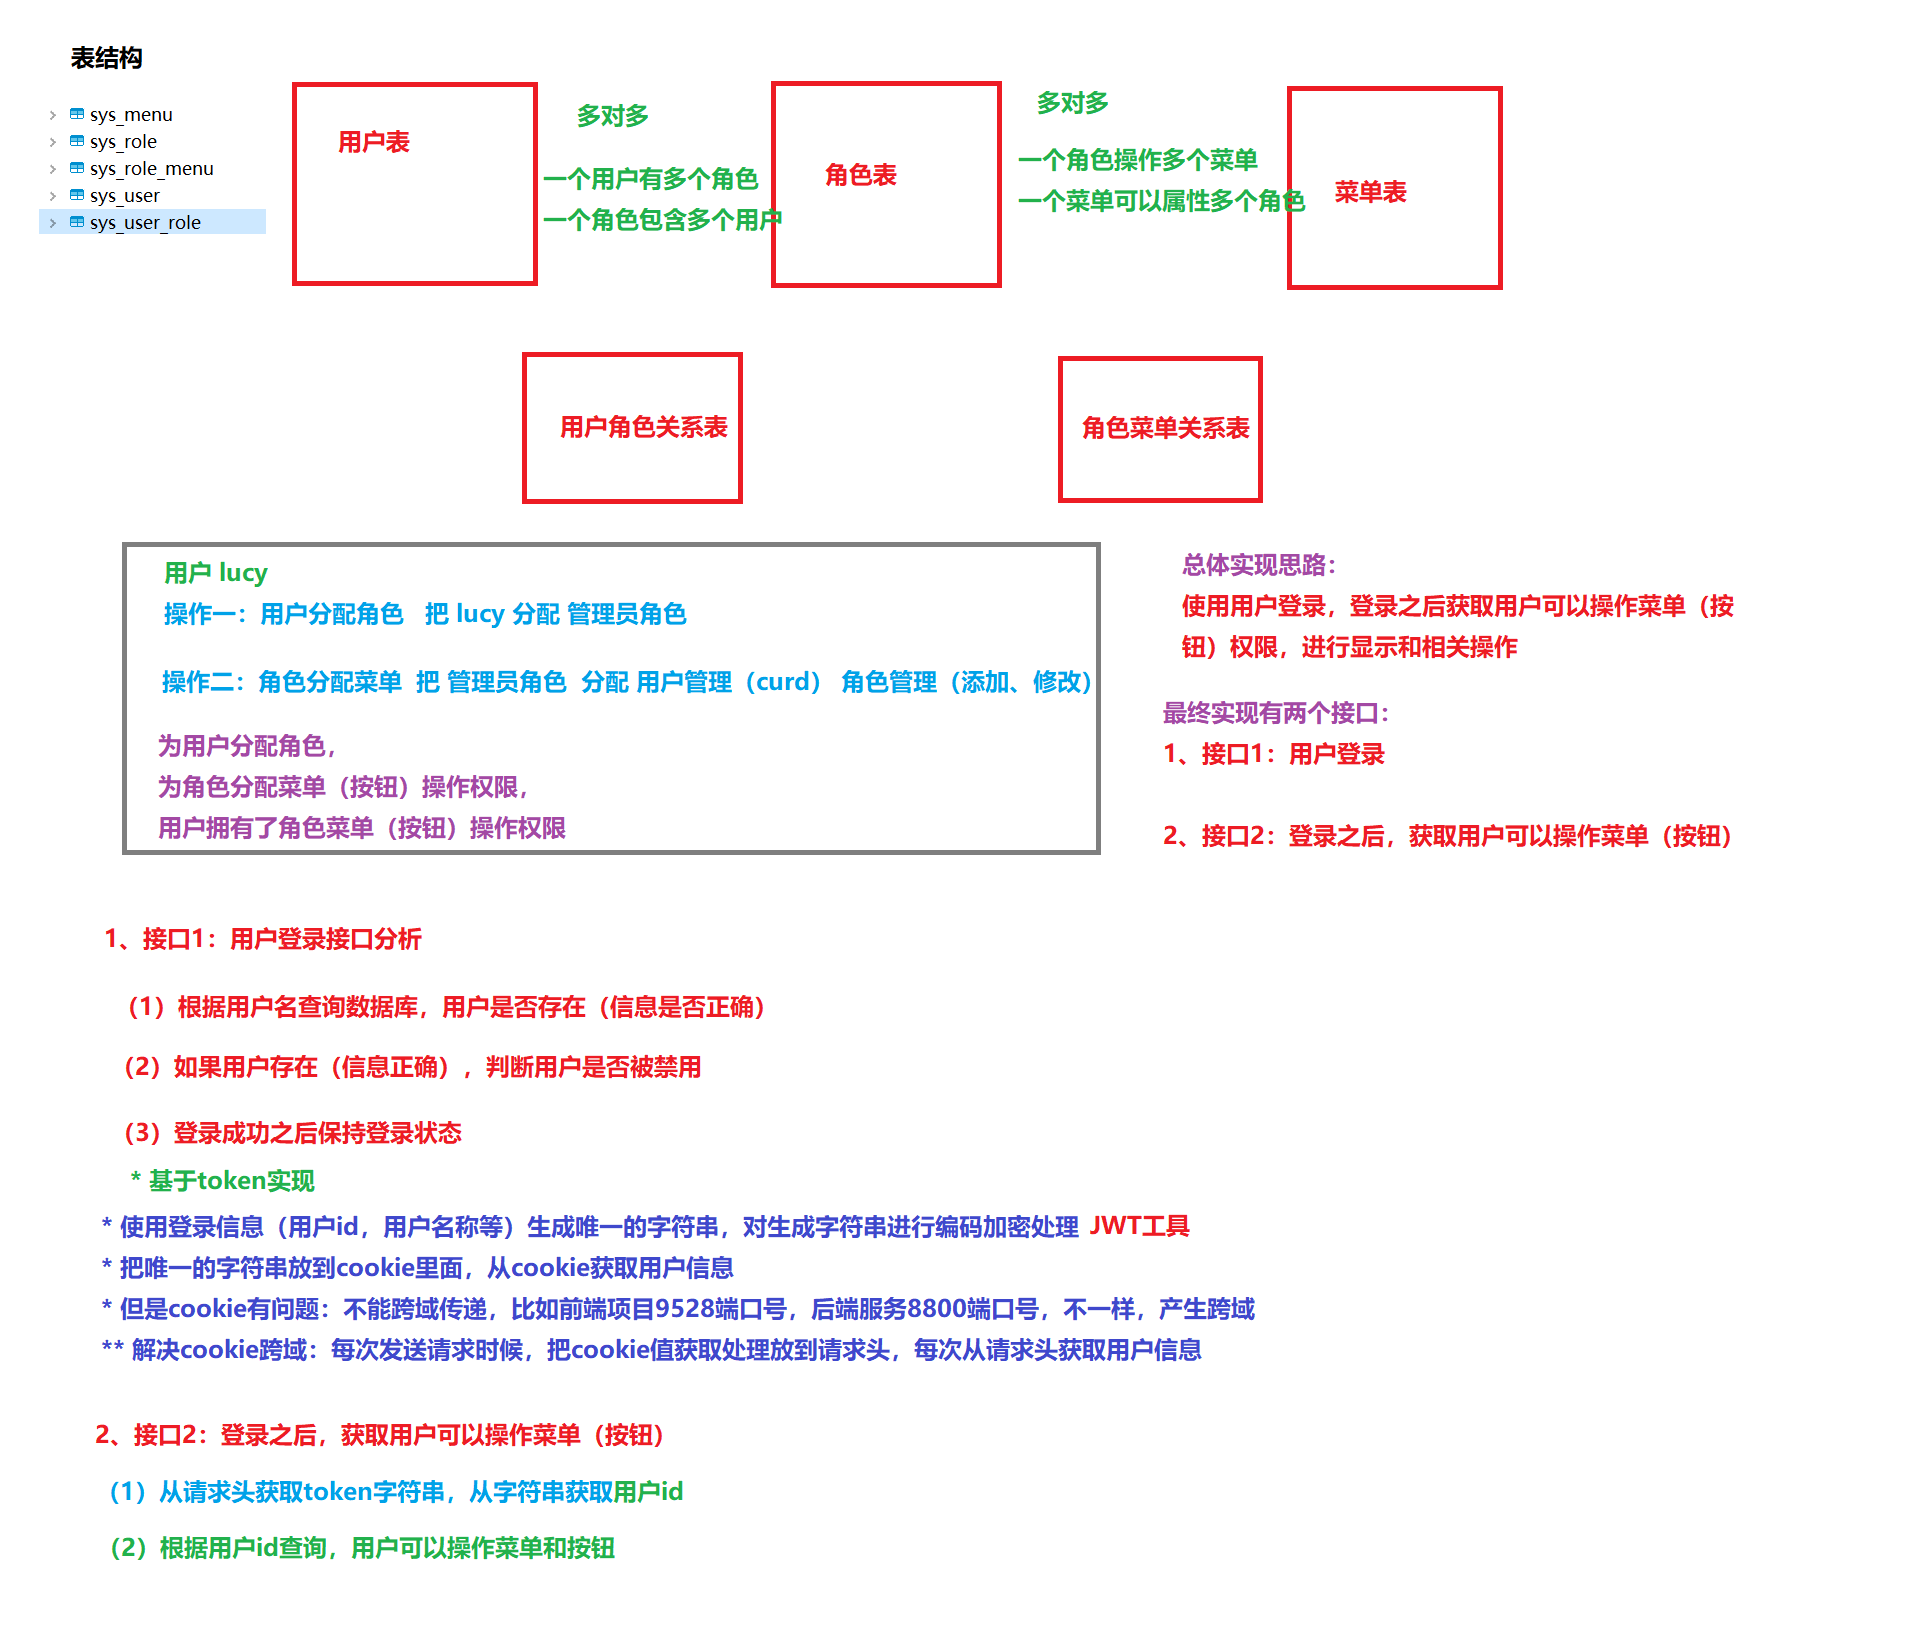 表结构
sys_menu
sys_role
sys_role_menu
sys_user
sys_user_role
用户表
多对多
一个用户有多个角色
一个角色包含多个用户
角色表
多对多
一个角色操作多个菜单
一个菜单可以属性多个角色
菜单表
用户角色关系表
角色菜单关系表
用户 lucy
操作一：用户分配角色 把 lucy 分配 管理员角色
操作二：角色分配菜单 把 管理员角色 分配 用户管理（curd） 角色管理（添加、修改）
为用户分配角色，
为角色分配菜单（按钮）操作权限，
用户拥有了角色菜单（按钮）操作权限
总体实现思路：
使用用户登录，登录之后获取用户可以操作菜单（按
钮）权限，进行显示和相关操作
最终实现有两个接口：
1、接口1：用户登录
2、接口2：登录之后，获取用户可以操作菜单（按钮）
1、接口1：用户登录接口分析
（1）根据用户名查询数据库，用户是否存在（信息是否正确）
（2）如果用户存在（信息正确），判断用户是否被禁用
（3）登录成功之后保持登录状态
* 基于token实现
* 使用登录信息（用户id，用户名称等）生成唯一的字符串，对生成字符串进行编码加密处理 JWT工具
* 把唯一的字符串放到cookie里面，从cookie获取用户信息
* 但是cookie有问题：不能跨域传递，比如前端项目9528端口号，后端服务8800端口号，不一样，产生跨域
** 解决cookie跨域：每次发送请求时候，把cookie值获取处理放到请求头，每次从请求头获取用户信息
2、接口2：登录之后，获取用户可以操作菜单（按钮）
（1）从请求头获取token字符串，从字符串获取用户id
（2）根据用户id查询，用户可以操作菜单和按钮